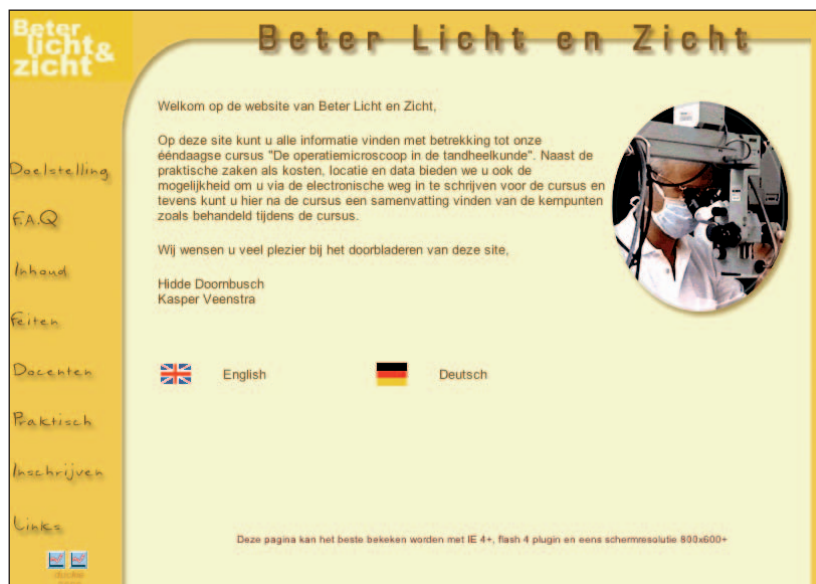 Beter
licht &
zicht
Beter Licht en Zicht
Welkom op de website van Beter Licht en Zicht,
Op deze site kunt u alle informatie vinden met betrekking tot onze
ééndaagse cursus "De operatiemicroscoop in de tandheelkunde". Naast de
praktische zaken als kosten, locatie en data bieden we u ook de
mogelijkheid om u via de electronische weg in te schrijven voor de cursus en
tevens kunt u hier na de cursus een samenvatting vinden van de kernpunten
zoals behandeld tijdens de cursus.
Wij wensen u veel plezier bij het doorbladeren van deze site,
Hidde Doornbusch
Kasper Veenstra
Doelstelling
F.A.Q
Inhoud
Feiten
Docenten
Praktisch
Inschrijven
Links
English
Deutsch
Deze pagina kan het beste bekeken worden met IE 4+, flash 4 plugin en eens schermresolutie 800x600+